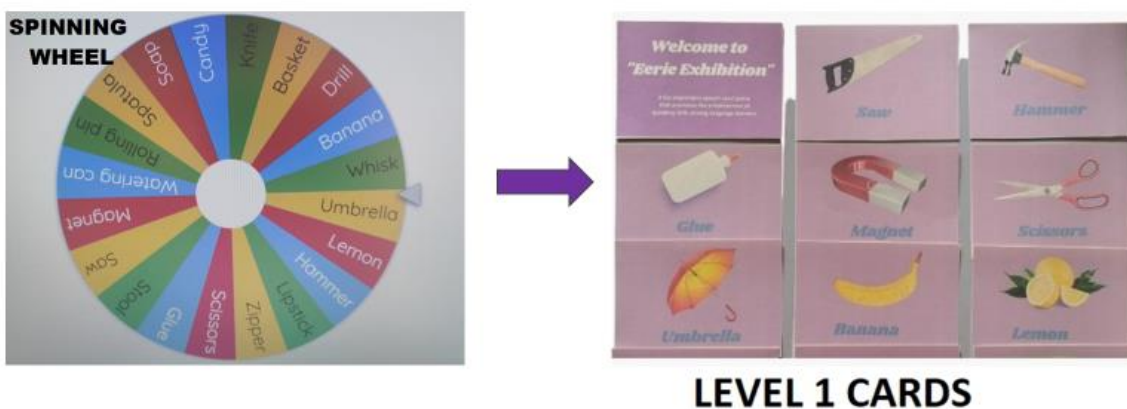 SPINNING
WHEEL
Knife
Basket
Drill
Banana
Whisk
Umbrella
Lemon
Hammer
Lipstick
Zipper
Scissors
Glue
Stool
Saw
Magnet
Watering can
Rolling pin
Spatula
Soap
Candy
Welcome to
"Eerie Exhibition"
Saw
Hammer
Glue
Magnet
Scissors
Umbrella
Banana
Lemon
LEVEL 1 CARDS